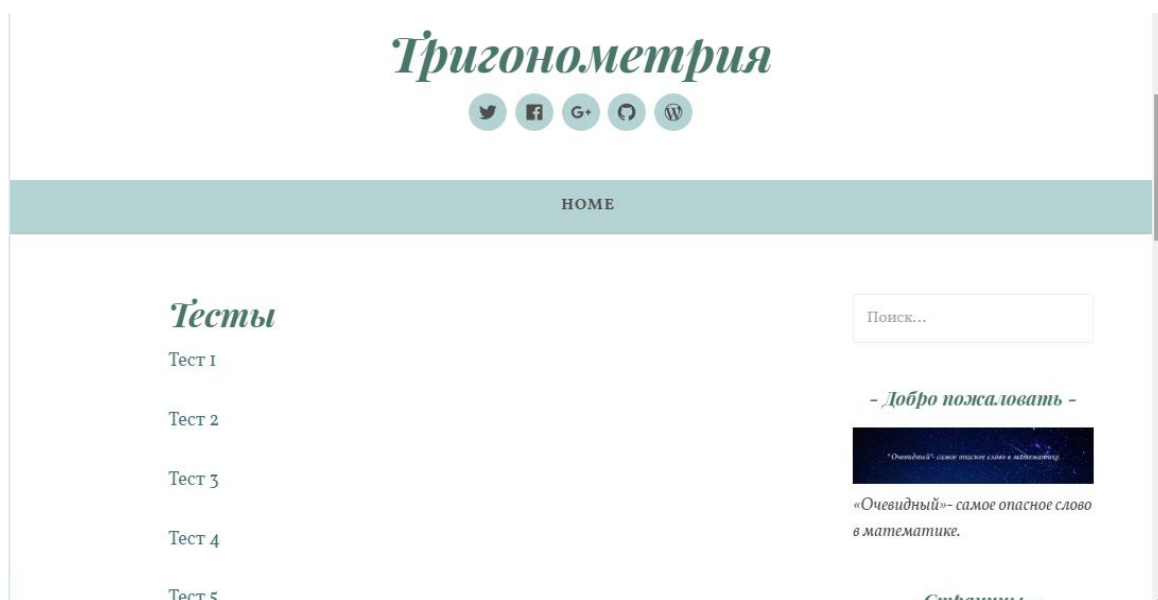 Тригонометрия
G+
HOME
Тесты
Тест 1
Тест 2
Тест 3
Тест 4
Тест 5
Поиск...
- Добро пожаловать -
"Очевидный"- самое опасное слово в математике.
«Очевидный»- самое опасное слово
в математике.
- Страницы -